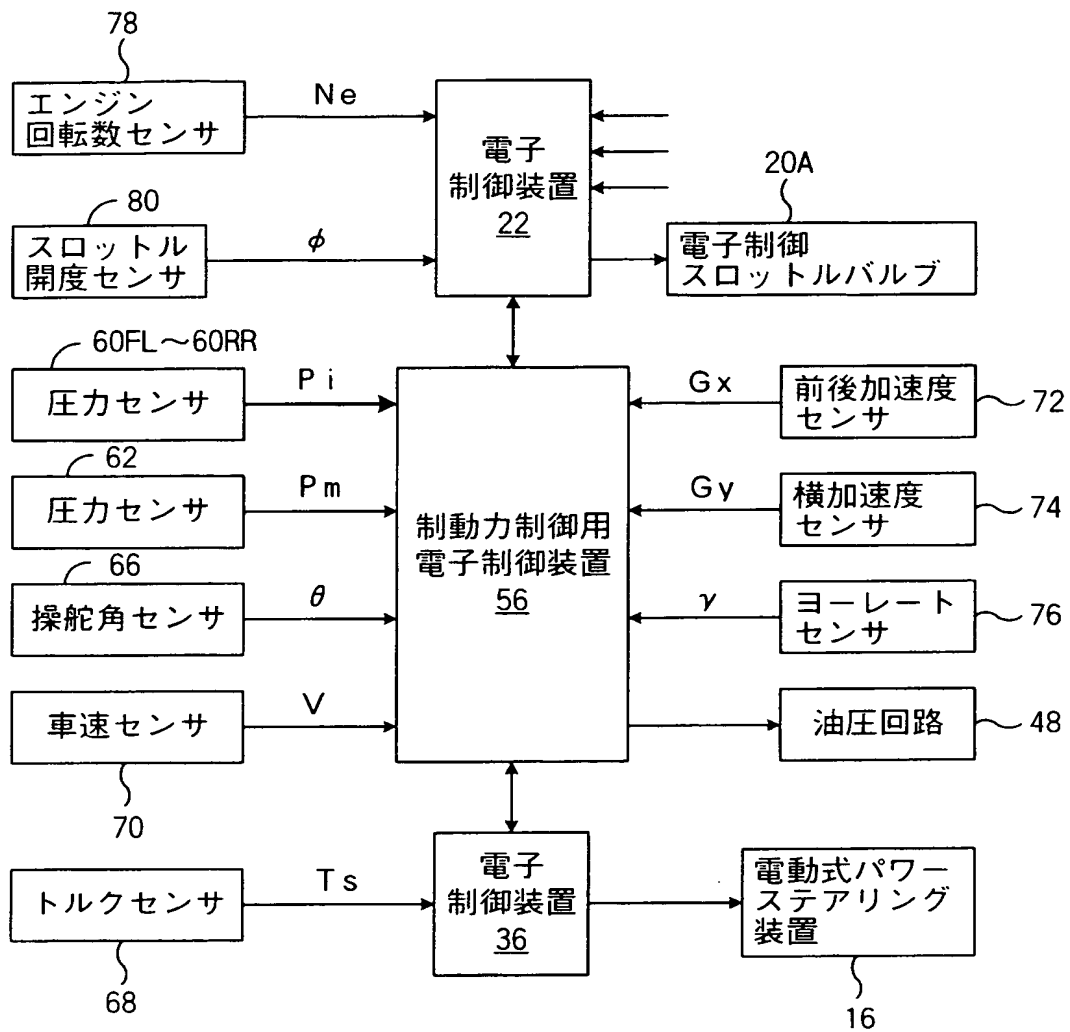 78
エンジン
回転数センサ
Ne
電子
制御装置
22
20A
電子制御
スロットルバルブ
80
スロットル
開度センサ
φ
60FL～60RR
圧力センサ
Pi
Gx
前後加速度
センサ
72
62
圧力センサ
Pm
Gy
横加速度
センサ
74
制動力制御用
電子制御装置
56
66
操舵角センサ
θ
γ
ヨーレート
センサ
76
車速センサ
V
油圧回路
48
70
トルクセンサ
Ts
電子
制御装置
36
電動式パワー
ステアリング
装置
68
16